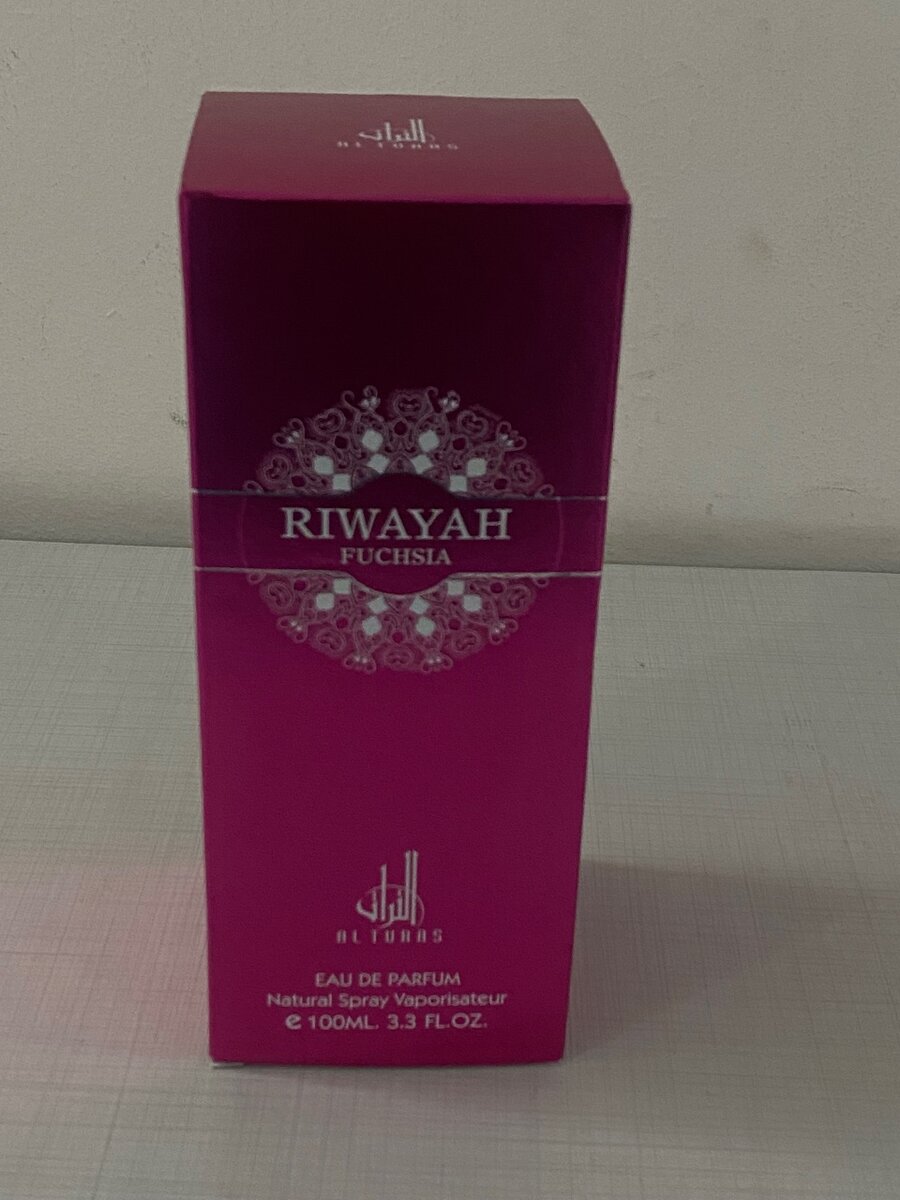 التراث
AL TURAS
RIWAYAH
FUCHSIA
التراث
AL TURAS
EAU DE PARFUM
Natural Spray Vaporisateur
e 100ML. 3.3 FL.OZ.